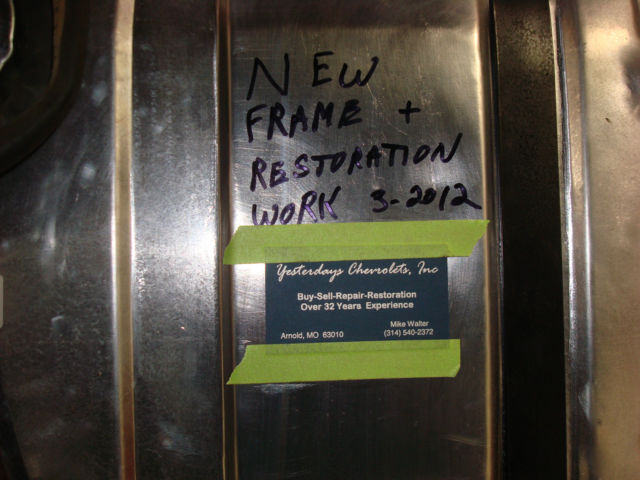 NEW
FRAME +
RESTORATION
WORK 3-2012
Yesterdays Chevrolets, Inc
Buy-Sell-Repair-Restoration
Over 32 Years Experience
Mike Walter
Arnold, MO 63010 (314) 540-2372